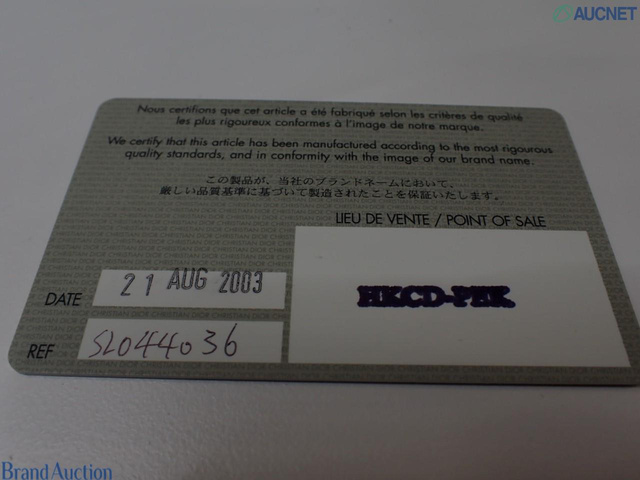 AUCNET
Nous certifions que cet article a été fabriqué selon les critères de qualité
les plus rigoureux conformes à l'image de notre marque.
We certify that this article has been manufactured according to the most rigourous
quality standards, and in conformity with the image of our brand name.
この製品が、当社のブランドネームにおいて、
厳しい品質基準に基づいて製造されたことを保証いたします。
LIEU DE VENTE / POINT OF SALE
DATE 21 AUG 2003
HKCD-PEK
REF SL044036
Brand Auction